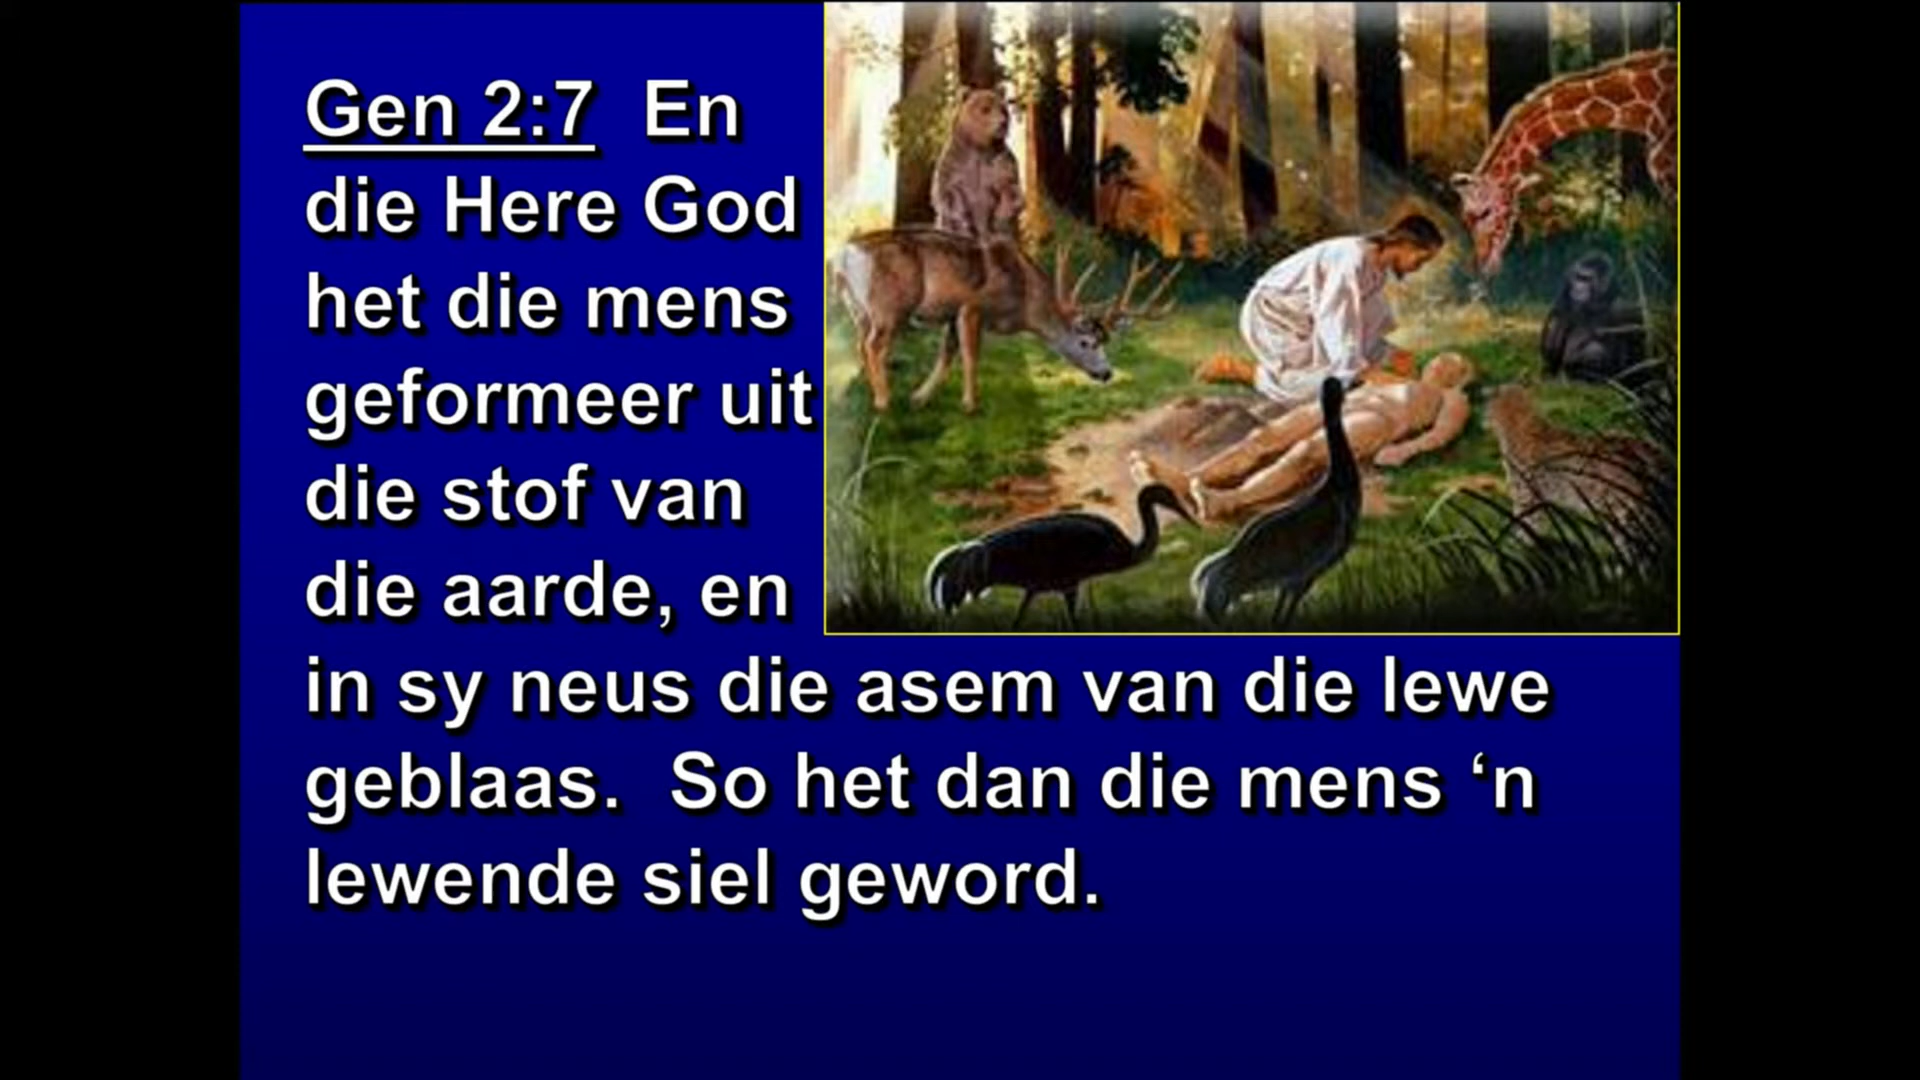 Gen 2:7  En
die Here God
het die mens
geformeer uit
die stof van
die aarde, en
in sy neus die asem van die lewe
geblaas.  So het dan die mens ‘n
lewende siel geword.